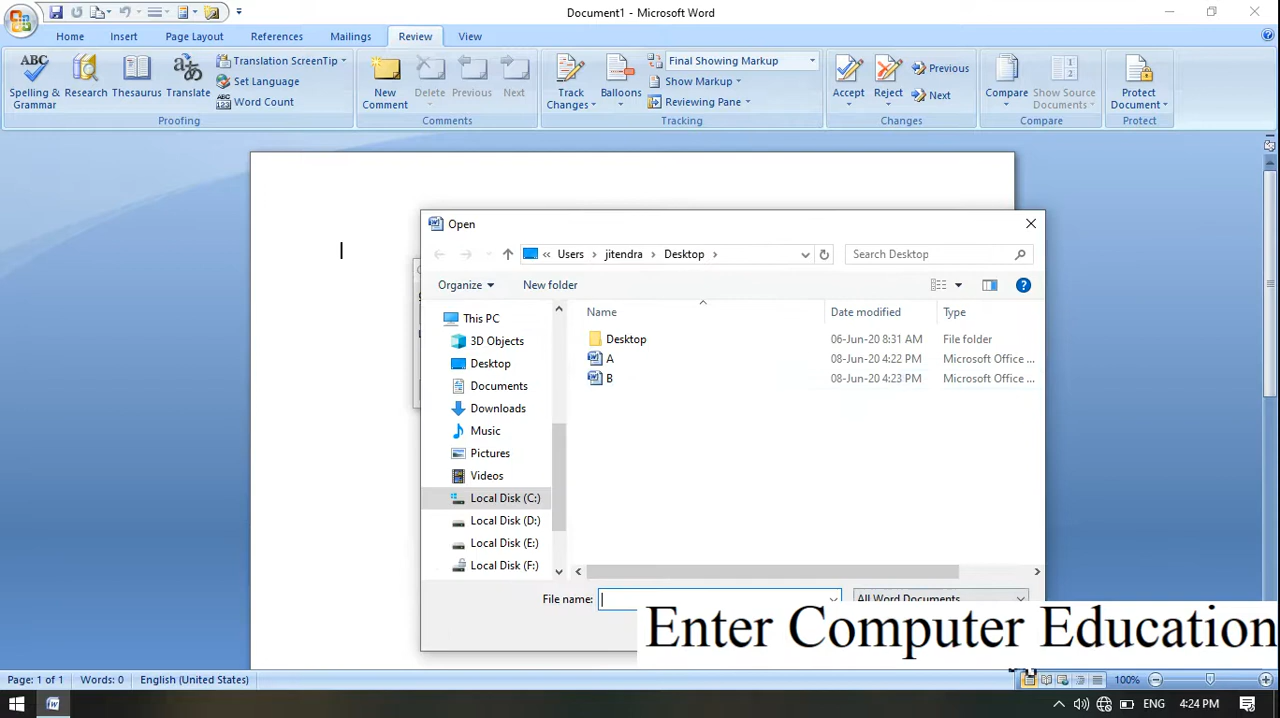 Document1 - Microsoft Word
Home Insert Page Layout References Mailings Review View
ABC
Spelling & Grammar
Research
Thesaurus
Translate
Translation ScreenTip
Set Language
Word Count
Proofing
New Comment
Delete
Previous
Next
Comments
Track Changes
Balloons
Final Showing Markup
Show Markup
Reviewing Pane
Tracking
Accept
Reject
Previous
Next
Changes
Compare
Show Source Documents
Compare
Protect Document
Protect
Open
« Users › jitendra › Desktop ›
Search Desktop
Organize New folder
This PC
3D Objects
Desktop
Documents
Downloads
Music
Pictures
Videos
Local Disk (C:)
Local Disk (D:)
Local Disk (E:)
Local Disk (F:)
Name Date modified Type
Desktop 06-Jun-20 8:31 AM File folder
A 08-Jun-20 4:22 PM Microsoft Office ...
B 08-Jun-20 4:23 PM Microsoft Office ...
File name:
All Word Documents
Enter Computer Education
Page: 1 of 1 Words: 0 English (United States) 100%
ENG 4:24 PM